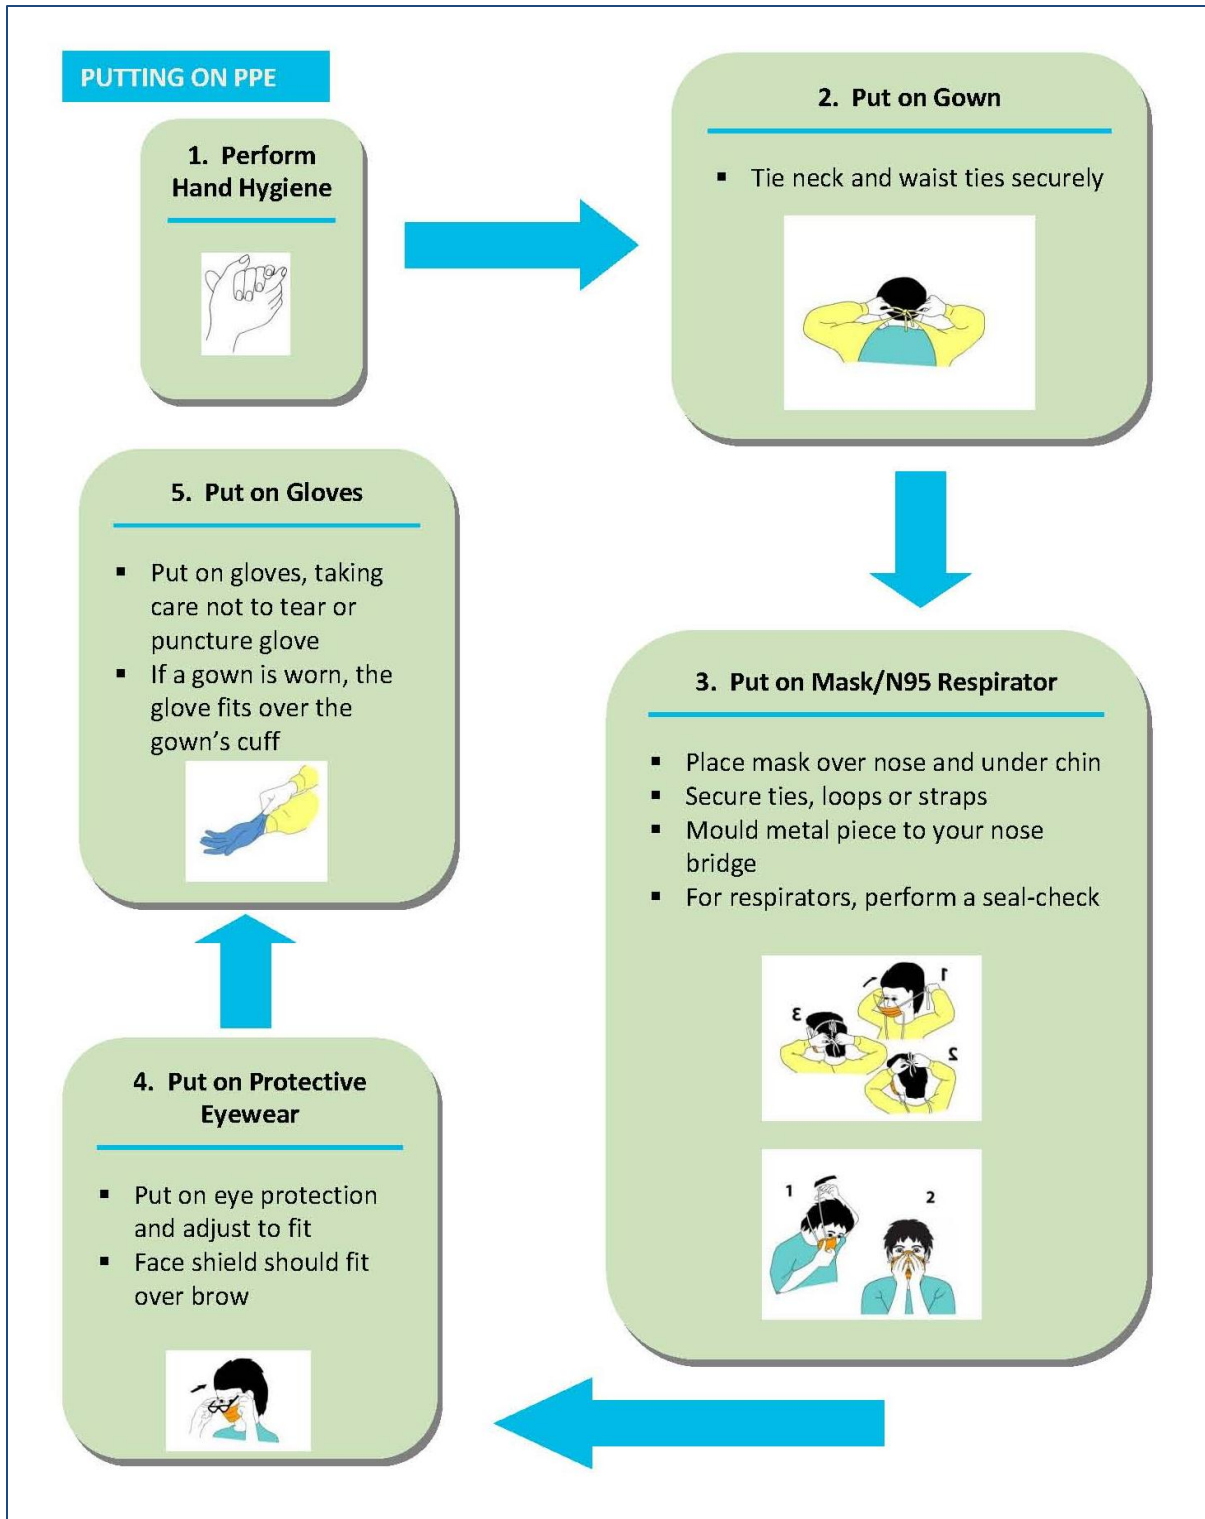 PUTTING ON PPE
1. Perform
Hand Hygiene
2. Put on Gown
▪ Tie neck and waist ties securely
3. Put on Mask/N95 Respirator
▪ Place mask over nose and under chin
▪ Secure ties, loops or straps
▪ Mould metal piece to your nose
bridge
▪ For respirators, perform a seal-check
1
3
2
1
2
4. Put on Protective
Eyewear
▪ Put on eye protection
and adjust to fit
▪ Face shield should fit
over brow
5. Put on Gloves
▪ Put on gloves, taking
care not to tear or
puncture glove
▪ If a gown is worn, the
glove fits over the
gown’s cuff